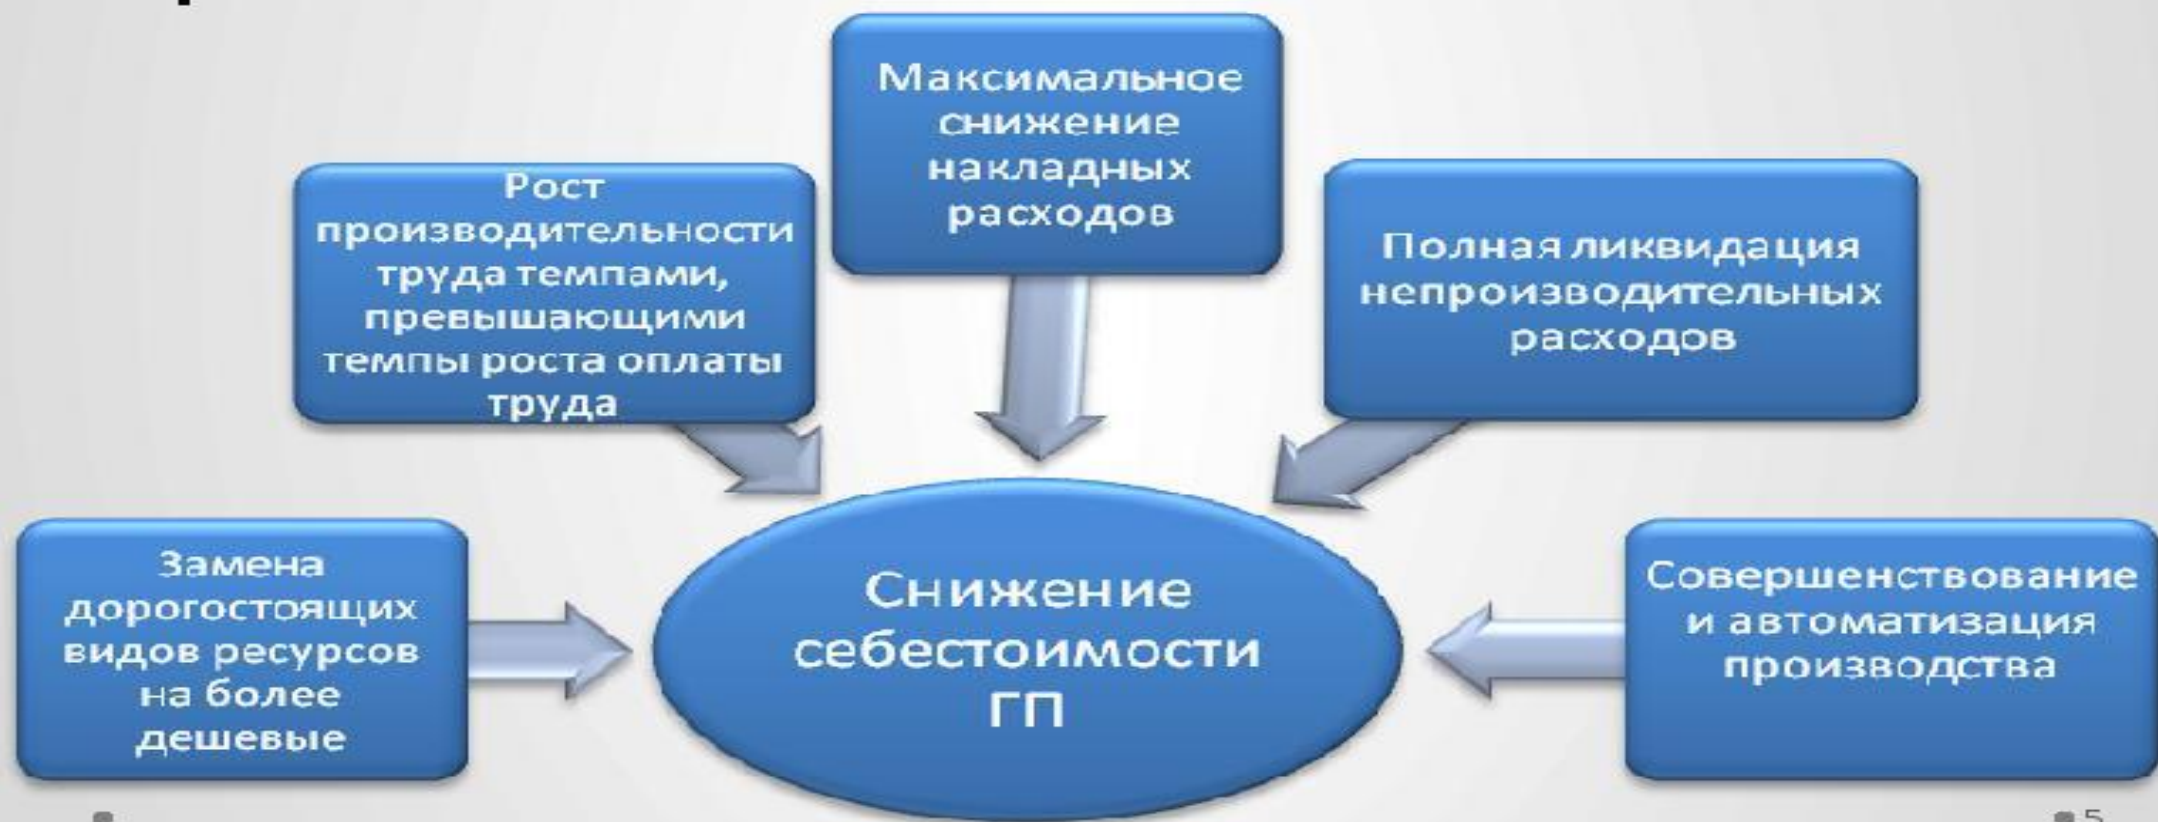 Максимальное
снижение
накладных
расходов
Рост
производительности
труда темпами,
превышающими
темпы роста оплаты
труда
Полная ликвидация
непроизводительных
расходов
Замена
дорогостоящих
видов ресурсов
на более
дешевые
Снижение
себестоимости
ГП
Совершенствование
и автоматизация
производства
5